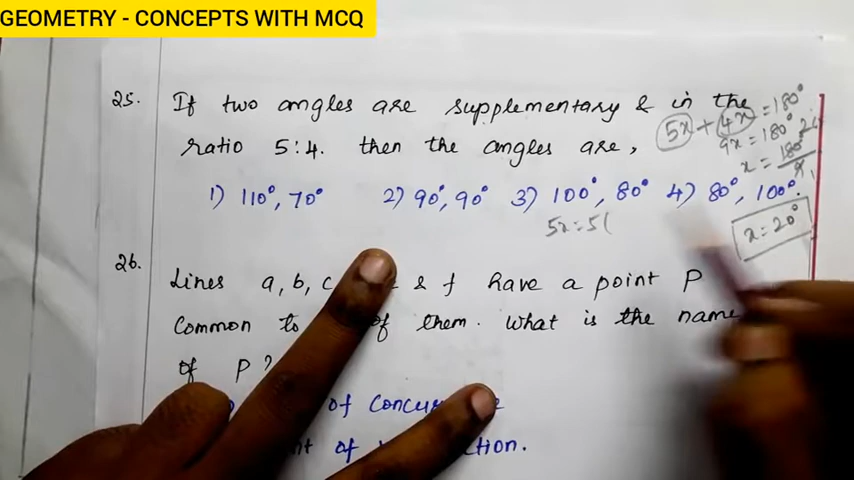 GEOMETRY - CONCEPTS WITH MCQ
25. If two angles are supplementary & in the
ratio 5:4. then the angles are,
5x + 4x = 180°
9x = 180°
x = 180°
9
x = 20°
1) 110°, 70° 2) 90°, 90° 3) 100°, 80° 4) 80°, 100°.
5x = 5(
26. Lines a, b, c & f have a point P
Common to of them. What is the name
of P?
of
of